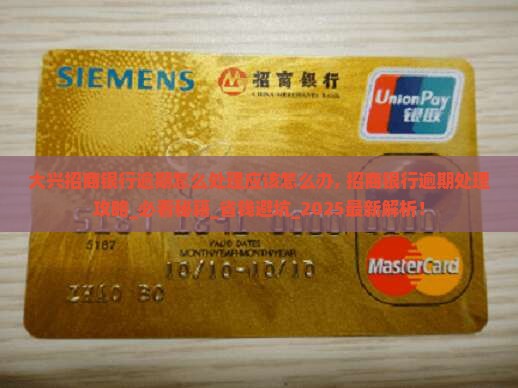 SIEMENS 招商银行 UnionPay
CHINA MERCHANTS BANK 银联
大兴招商银行逾期怎么处理应该怎么办，招商银行逾期处理
攻略_必看秘籍_省钱避坑_2025最新解析！
5187
VALID DATES
MONTH/YEAR-MONTH/YEAR
10/10-10/10
MasterCard
ZHAO BO